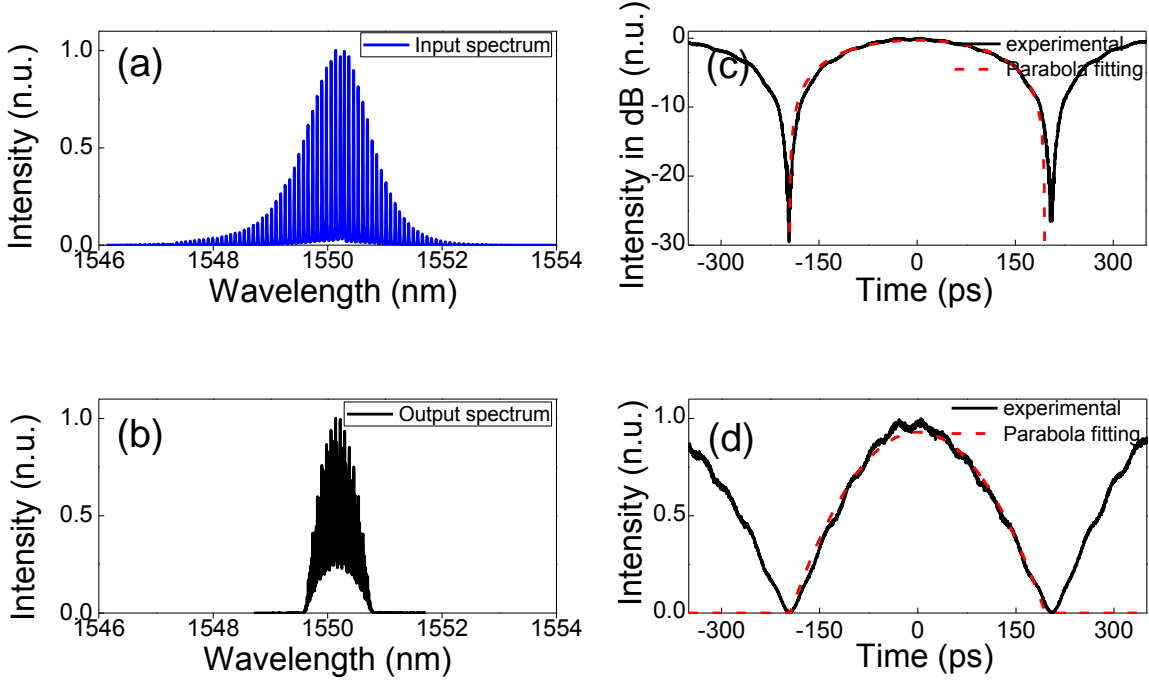 (a)
Input spectrum
Intensity (n.u.)
1.0
0.5
0.0
1546
1548
1550
1552
1554
Wavelength (nm)
(c)
experimental
Parabola fitting
Intensity in dB (n.u.)
0
-10
-20
-30
-300
-150
0
150
300
Time (ps)
(b)
Output spectrum
Intensity (n.u.)
1.0
0.5
0.0
1546
1548
1550
1552
1554
Wavelength (nm)
(d)
experimental
Parabola fitting
Intensity (n.u.)
1.0
0.5
0.0
-300
-150
0
150
300
Time (ps)